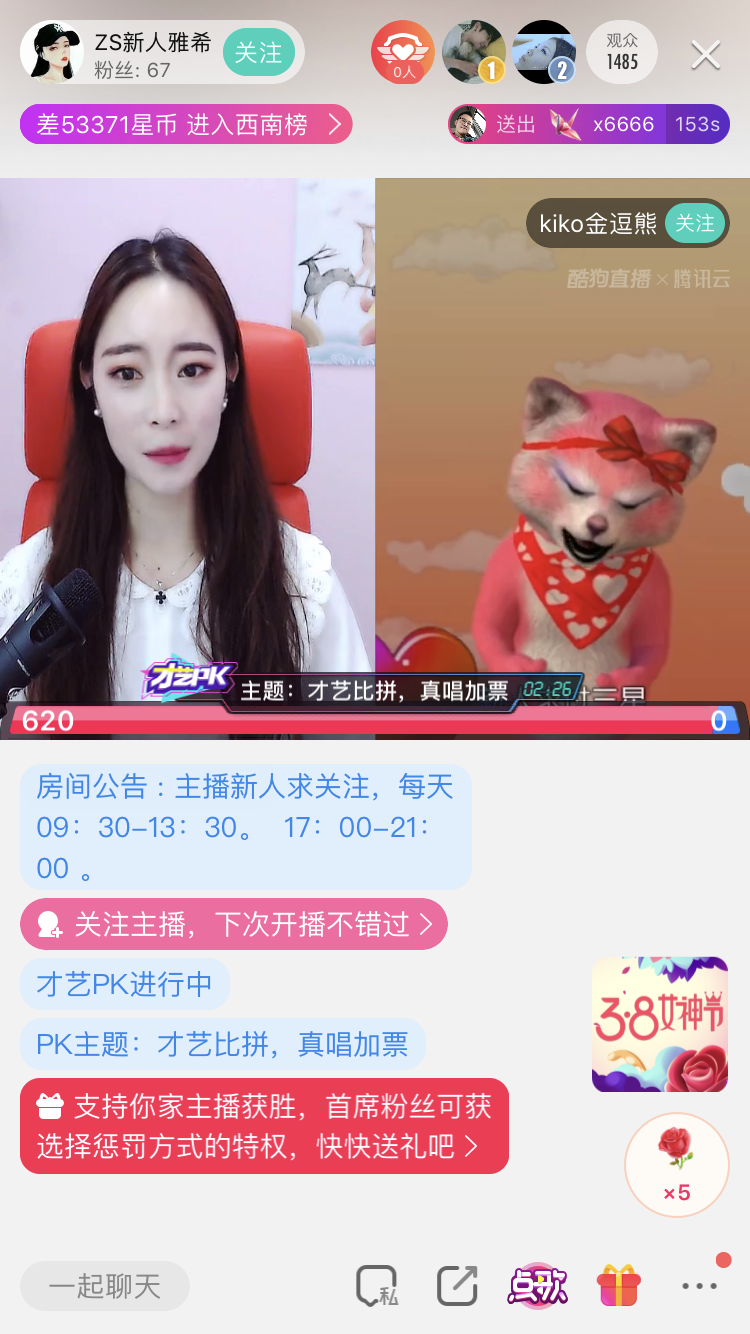 ZS新人雅希
粉丝: 67
关注
0人
1
2
观众
1485
差53371星币 进入西南榜
送出
x6666
153s
kiko金逗熊
关注
酷狗直播×腾讯云
才艺PK
主题：才艺比拼，真唱加票
02:26
620
0
房间公告：主播新人求关注，每天
09：30-13：30。 17：00-21：
00 。
关注主播，下次开播不错过
才艺PK进行中
PK主题：才艺比拼，真唱加票
支持你家主播获胜，首席粉丝可获
选择惩罚方式的特权，快快送礼吧
3·8女神节
×5
一起聊天
私
点歌